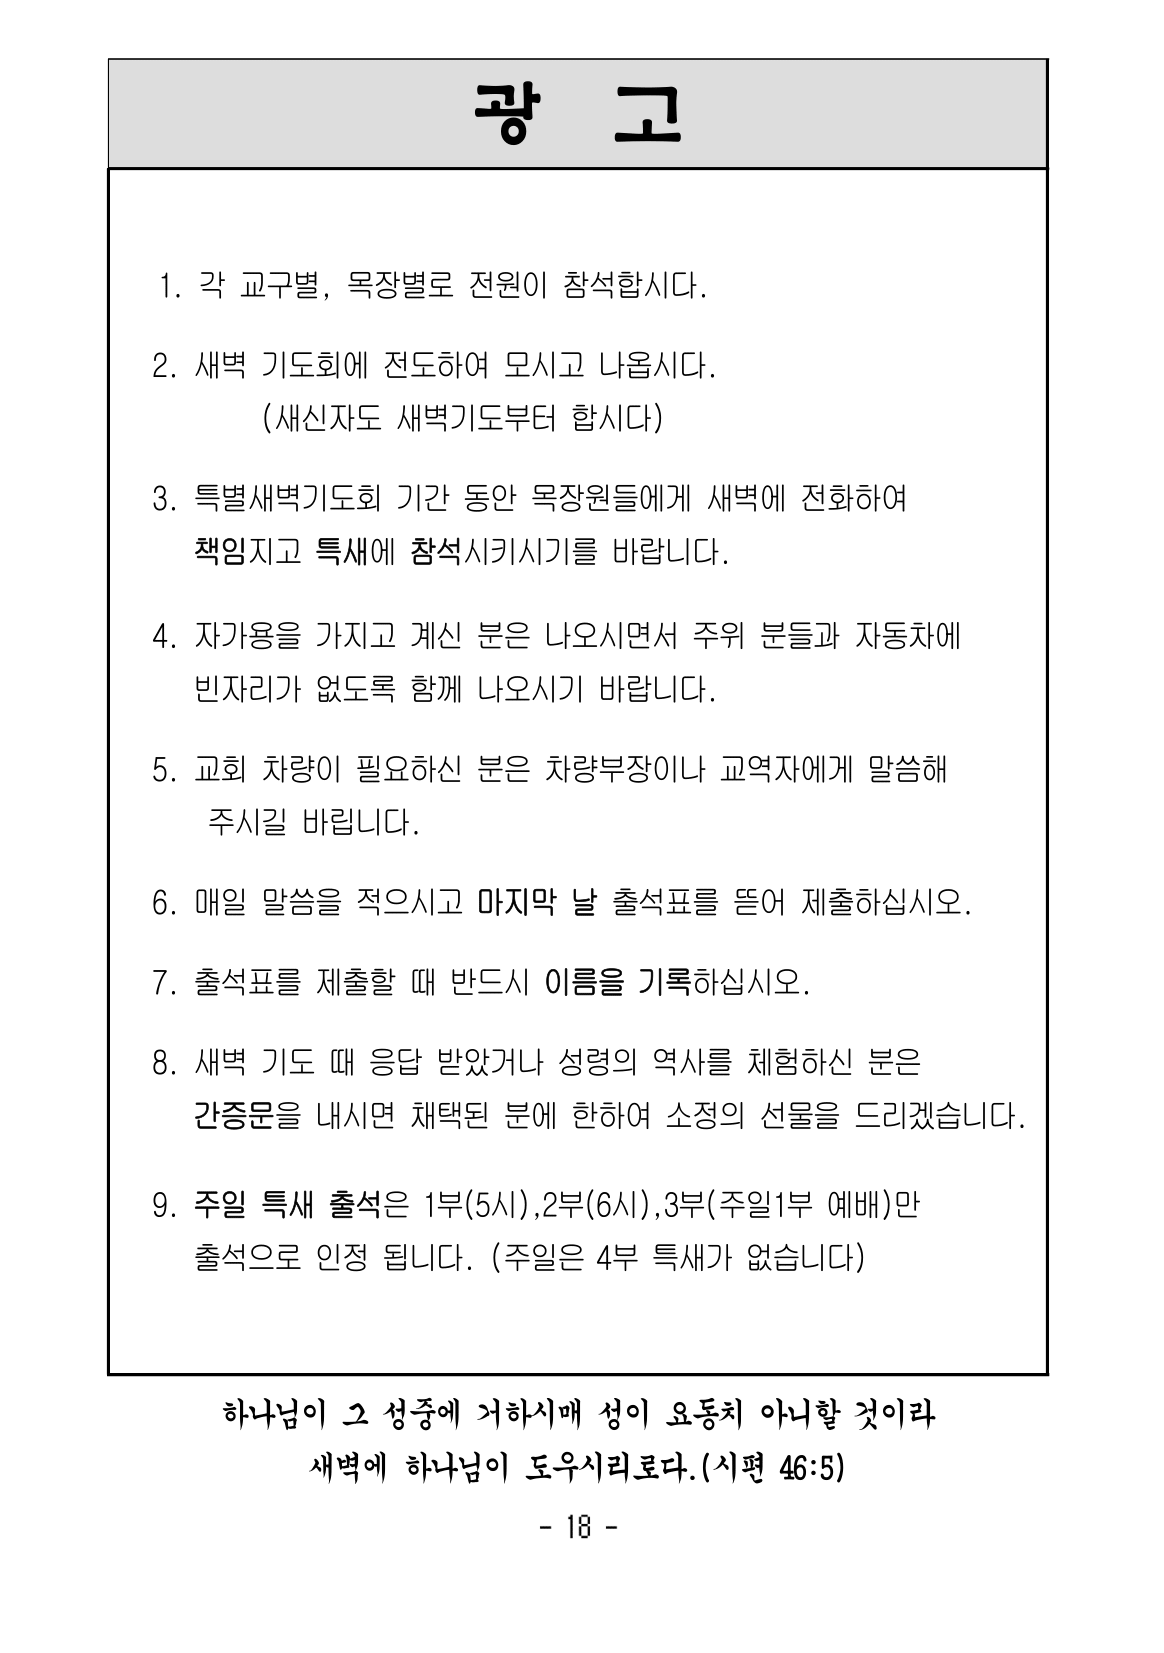 광 고
1. 각 교구별, 목장별로 전원이 참석합시다.
2. 새벽 기도회에 전도하여 모시고 나옵시다.
(새신자도 새벽기도부터 합시다)
3. 특별새벽기도회 기간 동안 목장원들에게 새벽에 전화하여
책임지고 특새에 참석시키시기를 바랍니다.
4. 자가용을 가지고 계신 분은 나오시면서 주위 분들과 자동차에
빈자리가 없도록 함께 나오시기 바랍니다.
5. 교회 차량이 필요하신 분은 차량부장이나 교역자에게 말씀해
주시길 바립니다.
6. 매일 말씀을 적으시고 마지막 날 출석표를 뜯어 제출하십시오.
7. 출석표를 제출할 때 반드시 이름을 기록하십시오.
8. 새벽 기도 때 응답 받았거나 성령의 역사를 체험하신 분은
간증문을 내시면 채택된 분에 한하여 소정의 선물을 드리겠습니다.
9. 주일 특새 출석은 1부(5시),2부(6시),3부(주일1부 예배)만
출석으로 인정 됩니다. (주일은 4부 특새가 없습니다)
하나님이 그 성중에 거하시매 성이 요동치 아니할 것이라
새벽에 하나님이 도우시리로다.(시편 46:5)
- 18 -